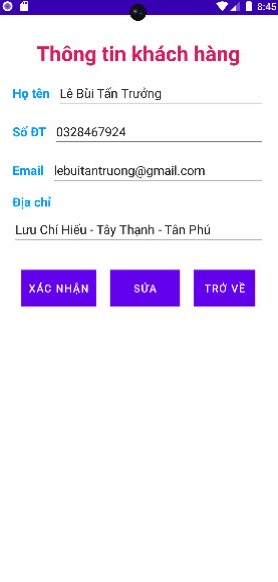 8:45
Thông tin khách hàng
Họ tên Lê Bùi Tấn Trưởng
Số ĐT 0328467924
Email lebuitantruong@gmail.com
Địa chỉ
Lưu Chí Hiếu - Tây Thạnh - Tân Phú
XÁC NHẬN SỬA TRỞ VỀ